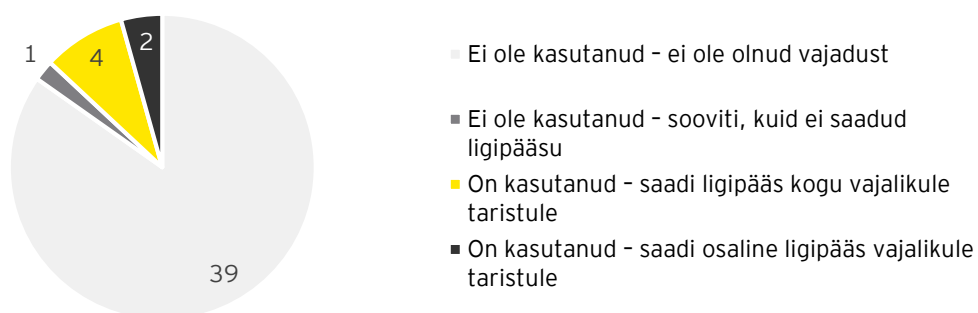 1
4
2
39
Ei ole kasutanud – ei ole olnud vajadust
Ei ole kasutanud – sooviti, kuid ei saadud
ligipääsu
On kasutanud – saadi ligipääs kogu vajalikule
taristule
On kasutanud – saadi osaline ligipääs vajalikule
taristule